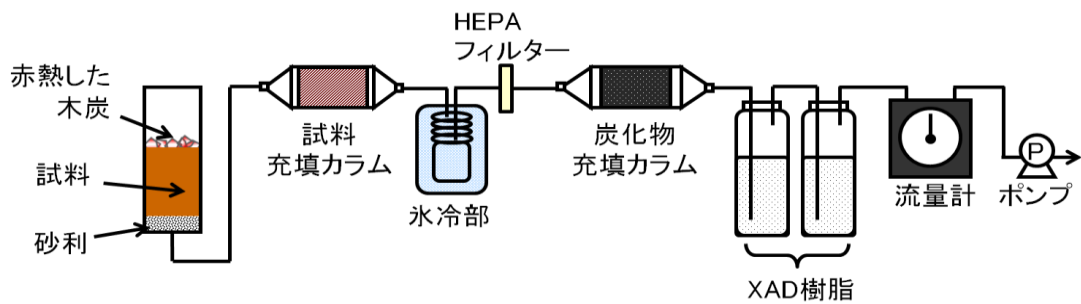 HEPA
フィルター
赤熱した
木炭
試料
砂利
試料
充填カラム
氷冷部
炭化物
充填カラム
XAD樹脂
流量計
P
ポンプ